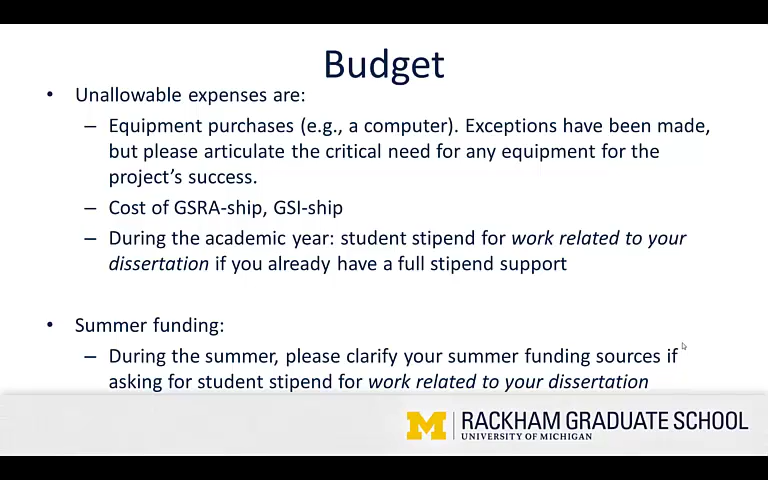 Budget
• Unallowable expenses are:
– Equipment purchases (e.g., a computer). Exceptions have been made,
but please articulate the critical need for any equipment for the
project's success.
– Cost of GSRA-ship, GSI-ship
– During the academic year: student stipend for work related to your
dissertation if you already have a full stipend support
• Summer funding:
– During the summer, please clarify your summer funding sources if
asking for student stipend for work related to your dissertation
M RACKHAM GRADUATE SCHOOL
UNIVERSITY OF MICHIGAN